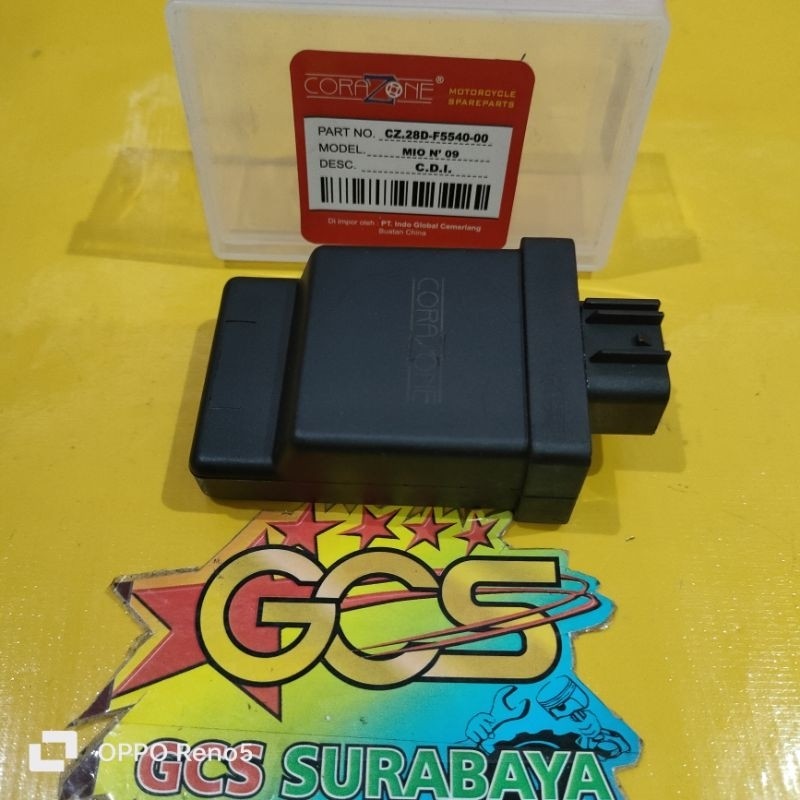 CORAZONE®
MOTORCYCLE
SPAREPARTS
PART NO. CZ.28D-F5540-00
MODEL. MIO N' 09
DESC. C.D.I.
Di impor oleh : PT. Indo Global Cemerlang
Buatan China
CORAZONE
GCS
GCS SURABAYA
OPPO Reno5